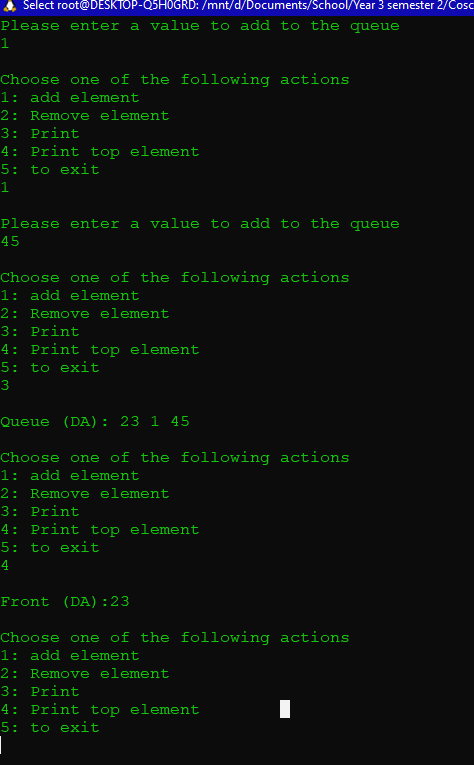 Select root@DESKTOP-Q5H0GRD: /mnt/d/Documents/School/Year 3 semester 2/Cosc
Please enter a value to add to the queue
1
Choose one of the following actions
1: add element
2: Remove element
3: Print
4: Print top element
5: to exit
1
Please enter a value to add to the queue
45
Choose one of the following actions
1: add element
2: Remove element
3: Print
4: Print top element
5: to exit
3
Queue (DA): 23 1 45
Choose one of the following actions
1: add element
2: Remove element
3: Print
4: Print top element
5: to exit
4
Front (DA):23
Choose one of the following actions
1: add element
2: Remove element
3: Print
4: Print top element
5: to exit